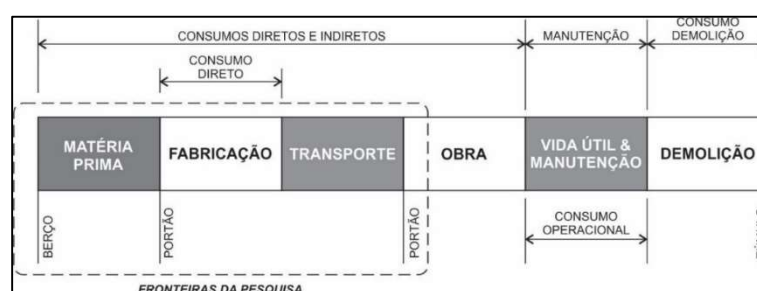 CONSUMOS DIRETOS E INDIRETOS
MANUTENÇÃO
CONSUMO
DEMOLIÇÃO
CONSUMO
DIRETO
MATÉRIA
PRIMA
FABRICAÇÃO
TRANSPORTE
OBRA
VIDA ÚTIL &
MANUTENÇÃO
DEMOLIÇÃO
BERÇO
PORTÃO
PORTÃO
CONSUMO
OPERACIONAL
FRONTEIRAS DA PESQUISA